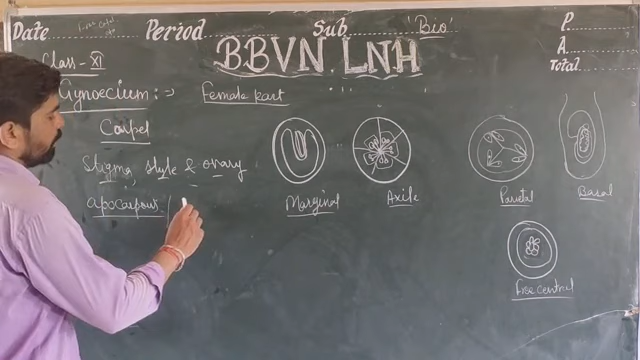 Date Period Sub 'Bio' P.
A.
Total
BBVN LNH
Class - XI
Gynoecium :-> Female part
Carpel
Stigma, style & ovary
apocarpous (
Marginal Axile Parietal Basal
Free central